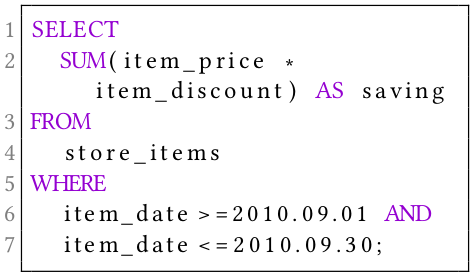 1 SELECT
2 SUM(item_price *
item_discount) AS saving
3 FROM
4 store_items
5 WHERE
6 item_date >=2010.09.01 AND
7 item_date <=2010.09.30;